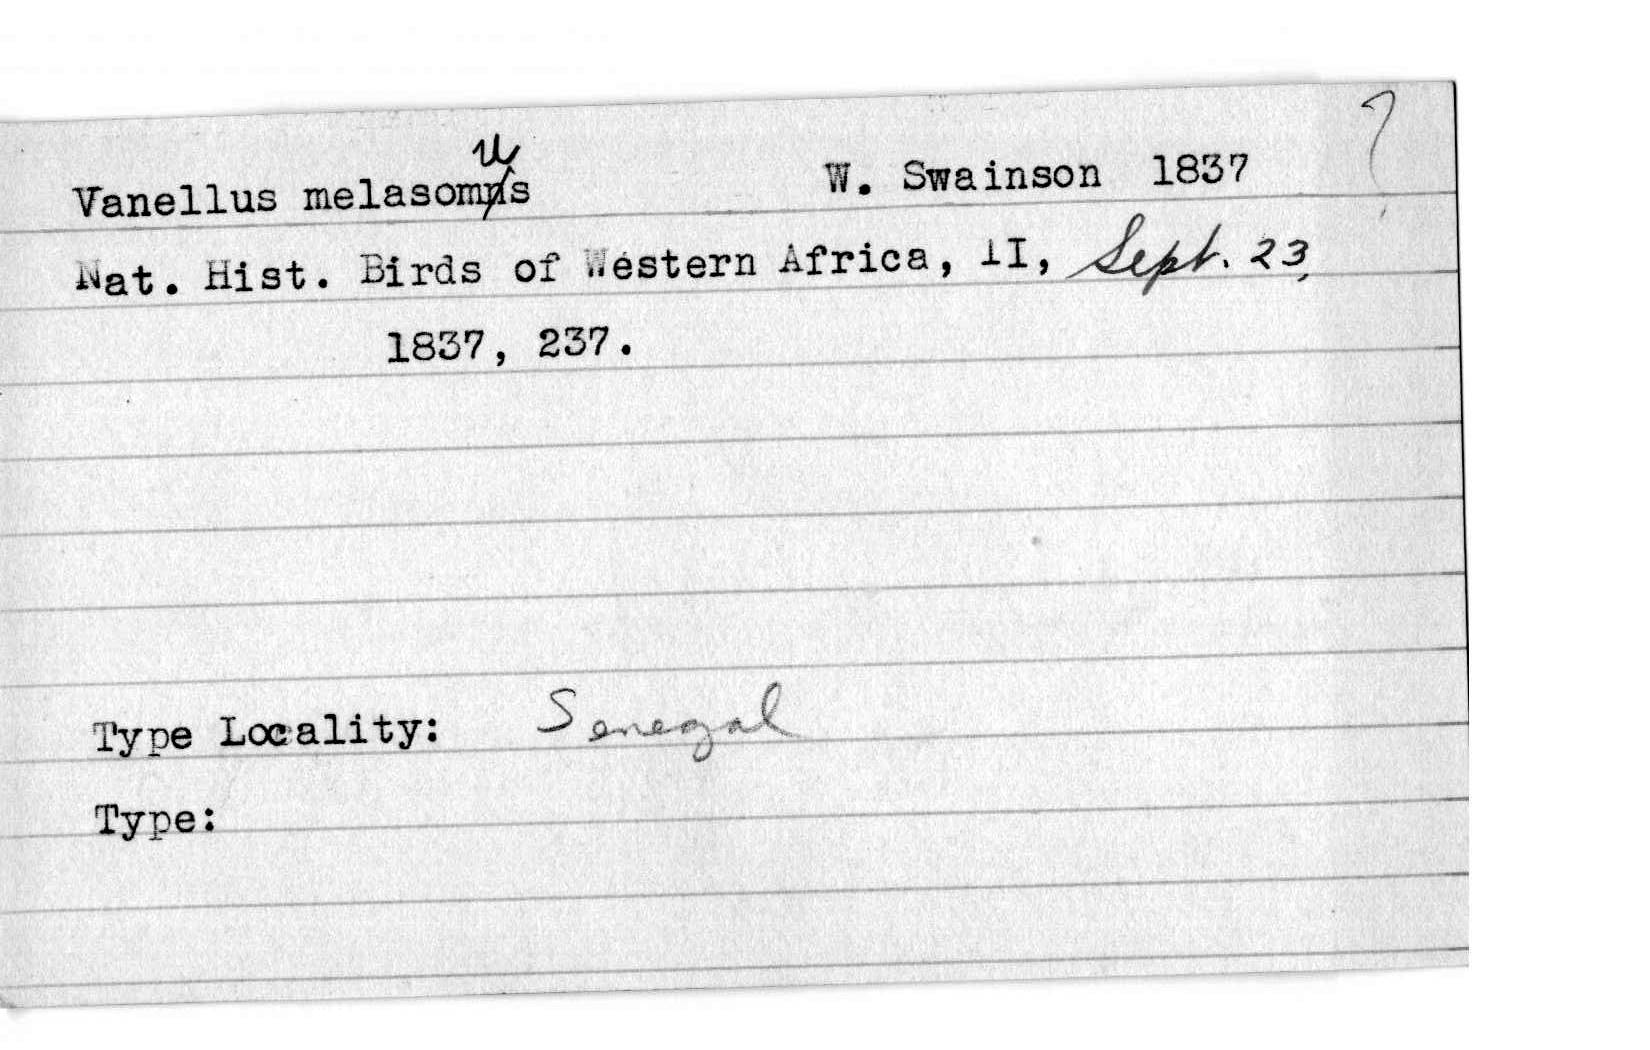 Vanellus melasomus W. Swainson 1837 ?
Nat. Hist. Birds of Western Africa, II, Sept. 23,
1837, 237.
Type Locality: Senegal
Type: